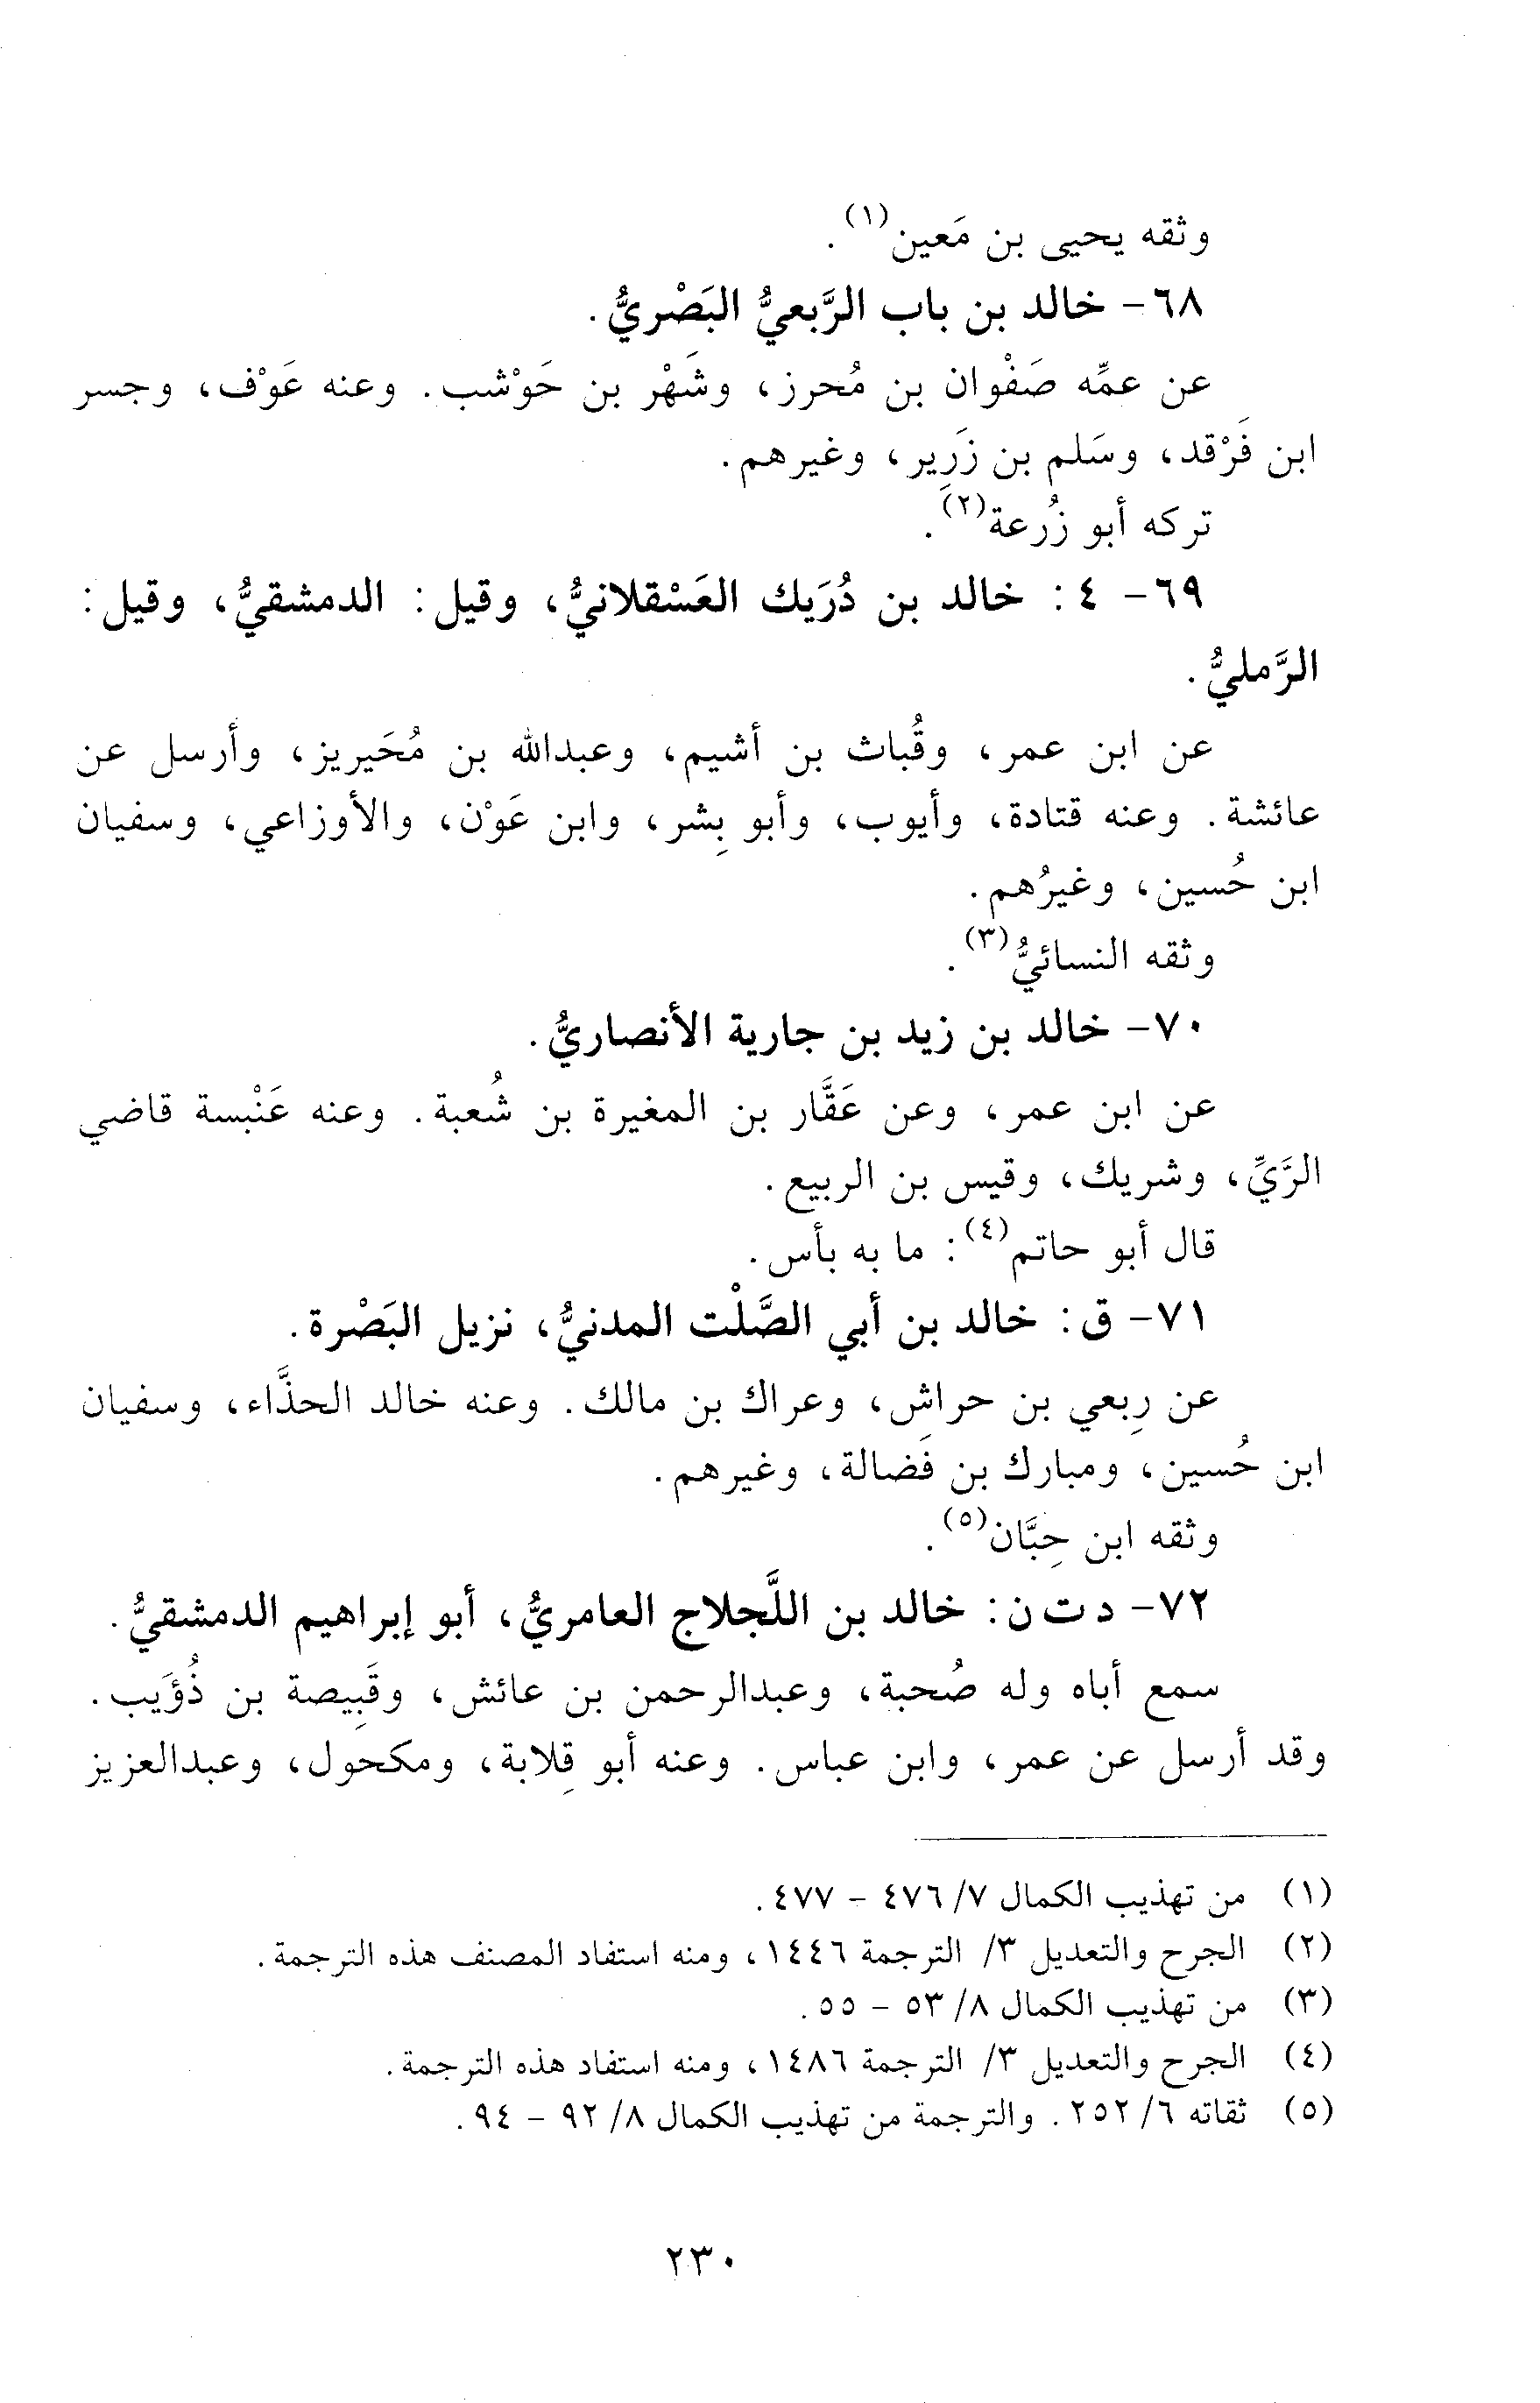 وثقه يحيى بن مَعين(١).
٦٨- خالد بن باب الرَّبعيُّ البَصْريُّ.
عن عمِّه صَفْوان بن مُحرز، وشَهْر بن حَوْشب. وعنه عَوْف، وجسر
ابن فَرْقد، وسَلم بن زَرِير، وغيرهم.
تركه أبو زُرعة(٢).
٦٩- ٤: خالد بن دُرَيك العَسْقلانيُّ، وقيل: الدمشقيُّ، وقيل:
الرَّمليُّ.
عن ابن عمر، وقُباث بن أشيم، وعبدالله بن مُحَيريز، وأرسل عن
عائشة. وعنه قتادة، وأيوب، وأبو بِشر، وابن عَوْن، والأوزاعي، وسفيان
ابن حُسين، وغيرُهم.
وثقه النسائيُّ(٣).
٧٠- خالد بن زيد بن جارية الأنصاريُّ.
عن ابن عمر، وعن عَقَّار بن المغيرة بن شُعبة. وعنه عَنْبسة قاضي
الرَّيِّ، وشريك، وقيس بن الربيع.
قال أبو حاتم(٤): ما به بأس.
٧١- ق: خالد بن أبي الصَّلْت المدنيُّ، نزيل البَصْرة.
عن رِبعي بن حراش، وعراك بن مالك. وعنه خالد الحذَّاء، وسفيان
ابن حُسين، ومبارك بن فَضالة، وغيرهم.
وثقه ابن حِبَّان(٥).
٧٢- د ت ن: خالد بن اللَّجلاج العامريُّ، أبو إبراهيم الدمشقيُّ.
سمع أباه وله صُحبة، وعبدالرحمن بن عائش، وقَبِيصة بن ذُؤَيب.
وقد أرسل عن عمر، وابن عباس. وعنه أبو قِلابة، ومكحول، وعبدالعزيز
(١) من تهذيب الكمال ٧/ ٤٧٦ - ٤٧٧.
(٢) الجرح والتعديل ٣/ الترجمة ١٤٤٦، ومنه استفاد المصنف هذه الترجمة.
(٣) من تهذيب الكمال ٨/ ٥٣ - ٥٥.
(٤) الجرح والتعديل ٣/ الترجمة ١٤٨٦، ومنه استفاد هذه الترجمة.
(٥) ثقاته ٦/ ٢٥٢. والترجمة من تهذيب الكمال ٨/ ٩٢ - ٩٤.
٢٣٠